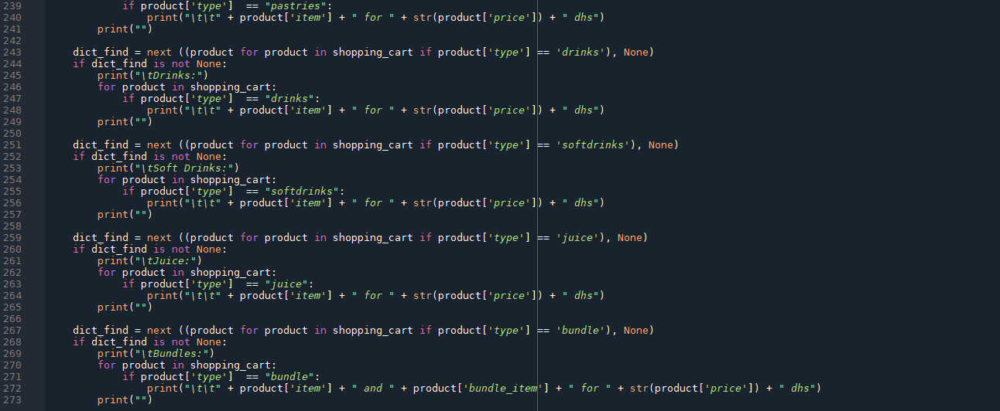 239 if product['type']  == "pastries":
240 print("\t\t" + product['item'] + " for " + str(product['price']) + " dhs")
241 print("")
242
243 dict_find = next ((product for product in shopping_cart if product['type'] == 'drinks'), None)
244 if dict_find is not None:
245 print("\tDrinks:")
246 for product in shopping_cart:
247 if product['type']  == "drinks":
248 print("\t\t" + product['item'] + " for " + str(product['price']) + " dhs")
249 print("")
250
251 dict_find = next ((product for product in shopping_cart if product['type'] == 'softdrinks'), None)
252 if dict_find is not None:
253 print("\tSoft Drinks:")
254 for product in shopping_cart:
255 if product['type']  == "softdrinks":
256 print("\t\t" + product['item'] + " for " + str(product['price']) + " dhs")
257 print("")
258
259 dict_find = next ((product for product in shopping_cart if product['type'] == 'juice'), None)
260 if dict_find is not None:
261 print("\tJuice:")
262 for product in shopping_cart:
263 if product['type']  == "juice":
264 print("\t\t" + product['item'] + " for " + str(product['price']) + " dhs")
265 print("")
266
267 dict_find = next ((product for product in shopping_cart if product['type'] == 'bundle'), None)
268 if dict_find is not None:
269 print("\tBundles:")
270 for product in shopping_cart:
271 if product['type']  == "bundle":
272 print("\t\t" + product['item'] + " and " + product['bundle_item'] + " for " + str(product['price']) + " dhs")
273 print("")